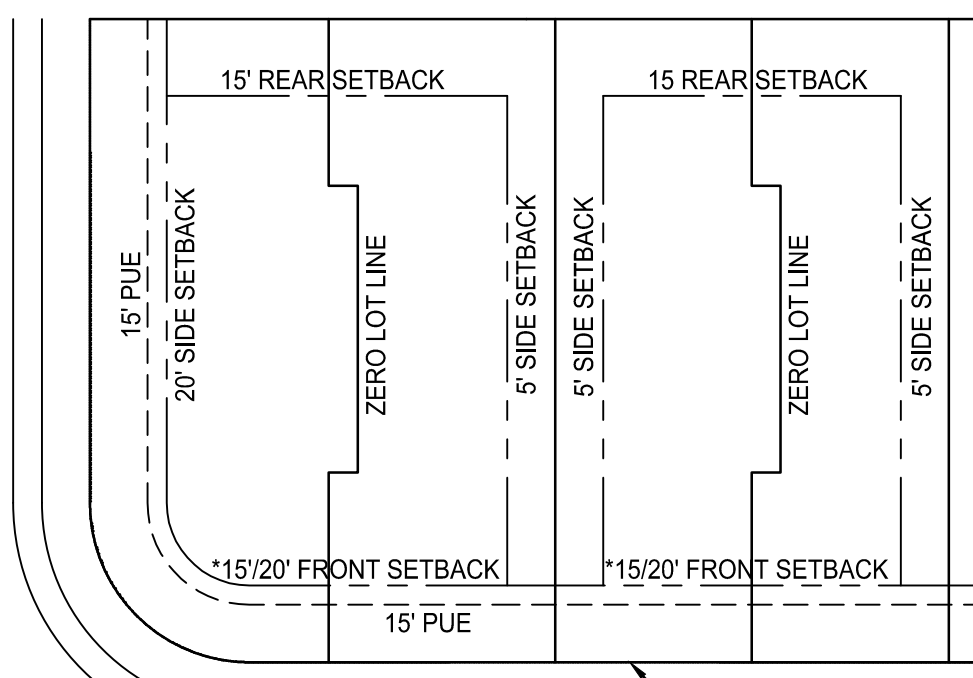 15' REAR SETBACK
15 REAR SETBACK
15' PUE
20' SIDE SETBACK
ZERO LOT LINE
5' SIDE SETBACK
5' SIDE SETBACK
ZERO LOT LINE
5' SIDE SETBACK
*15'/20' FRONT SETBACK
*15/20' FRONT SETBACK
15' PUE